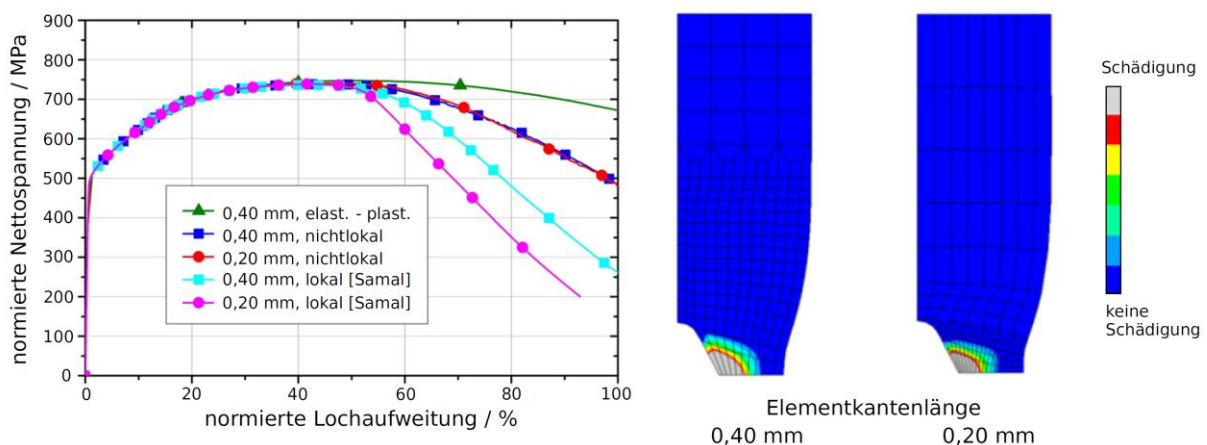 900
800
700
600
500
400
300
200
100
0
normierte Nettospannung / MPa
0,40 mm, elast. - plast.
0,40 mm, nichtlokal
0,20 mm, nichtlokal
0,40 mm, lokal [Samal]
0,20 mm, lokal [Samal]
0 20 40 60 80 100
normierte Lochaufweitung / %
Schädigung
keine
Schädigung
Elementkantenlänge
0,40 mm 0,20 mm